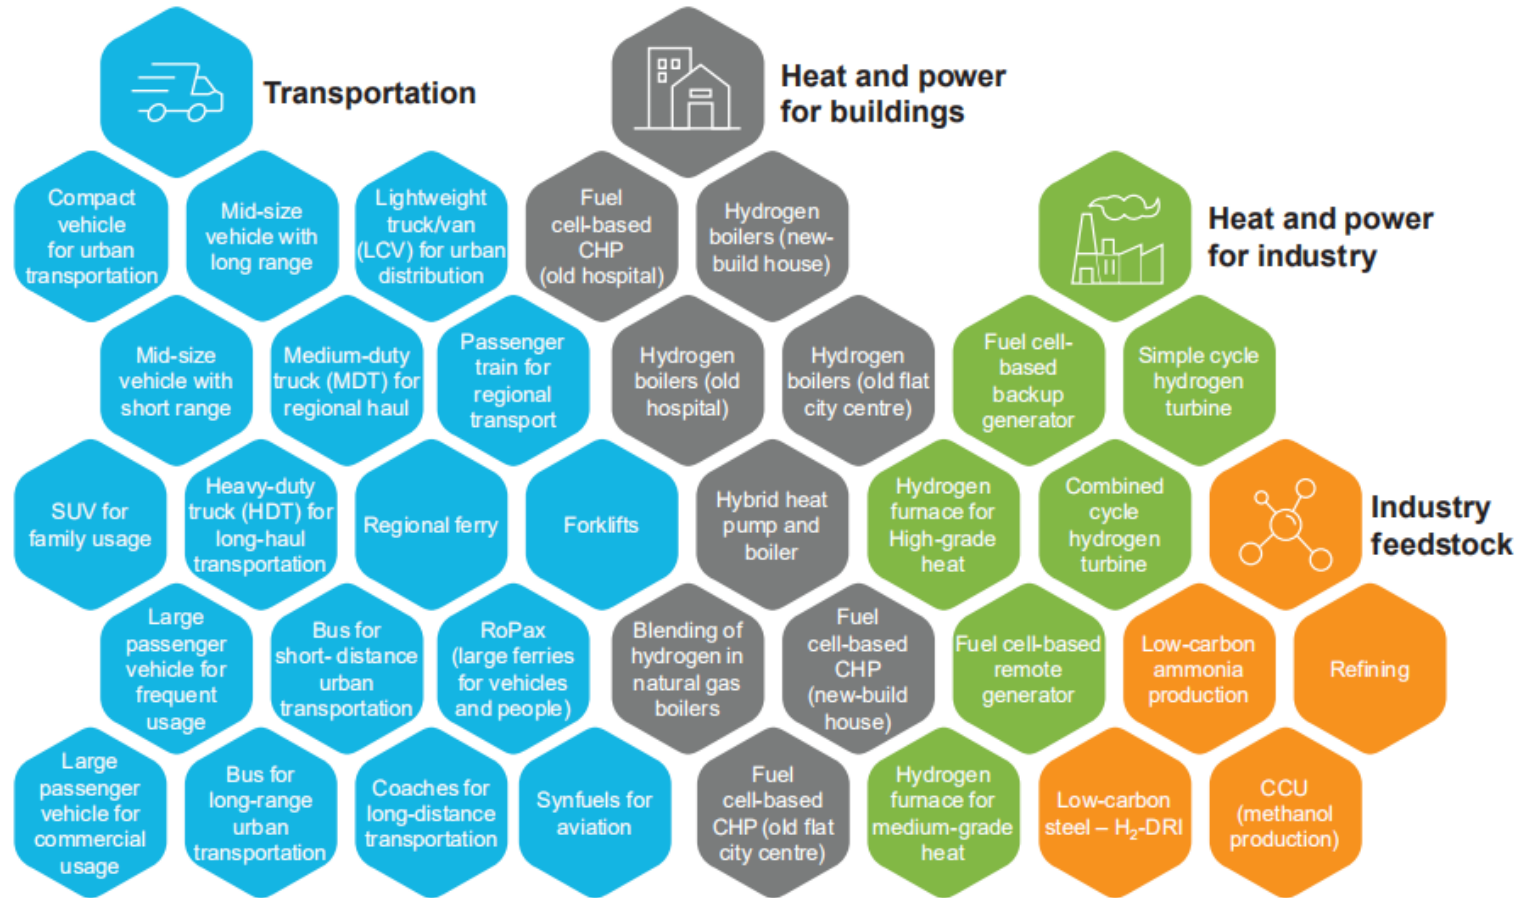 Transportation
Heat and power
for buildings
Compact
vehicle
for urban
transportation
Mid-size
vehicle with
long range
Lightweight
truck/van
(LCV) for urban
distribution
Fuel
cell-based
CHP
(old hospital)
Hydrogen
boilers (new-
build house)
Heat and power
for industry
Mid-size
vehicle with
short range
Medium-duty
truck (MDT) for
regional haul
Passenger
train for
regional
transport
Hydrogen
boilers (old
hospital)
Hydrogen
boilers (old flat
city centre)
Fuel cell-
based
backup
generator
Simple cycle
hydrogen
turbine
SUV for
family usage
Heavy-duty
truck (HDT) for
long-haul
transportation
Regional ferry
Forklifts
Hybrid heat
pump and
boiler
Hydrogen
furnace for
High-grade
heat
Combined
cycle
hydrogen
turbine
Industry
feedstock
Large
passenger
vehicle for
frequent
usage
Bus for
short- distance
urban
transportation
RoPax
(large ferries
for vehicles
and people)
Blending of
hydrogen in
natural gas
boilers
Fuel
cell-based
CHP
(new-build
house)
Fuel cell-based
remote
generator
Low-carbon
ammonia
production
Refining
Large
passenger
vehicle for
commercial
usage
Bus for
long-range
urban
transportation
Coaches for
long-distance
transportation
Synfuels for
aviation
Fuel
cell-based
CHP (old flat
city centre)
Hydrogen
furnace for
medium-grade
heat
Low-carbon
steel – H₂-DRI
CCU
(methanol
production)